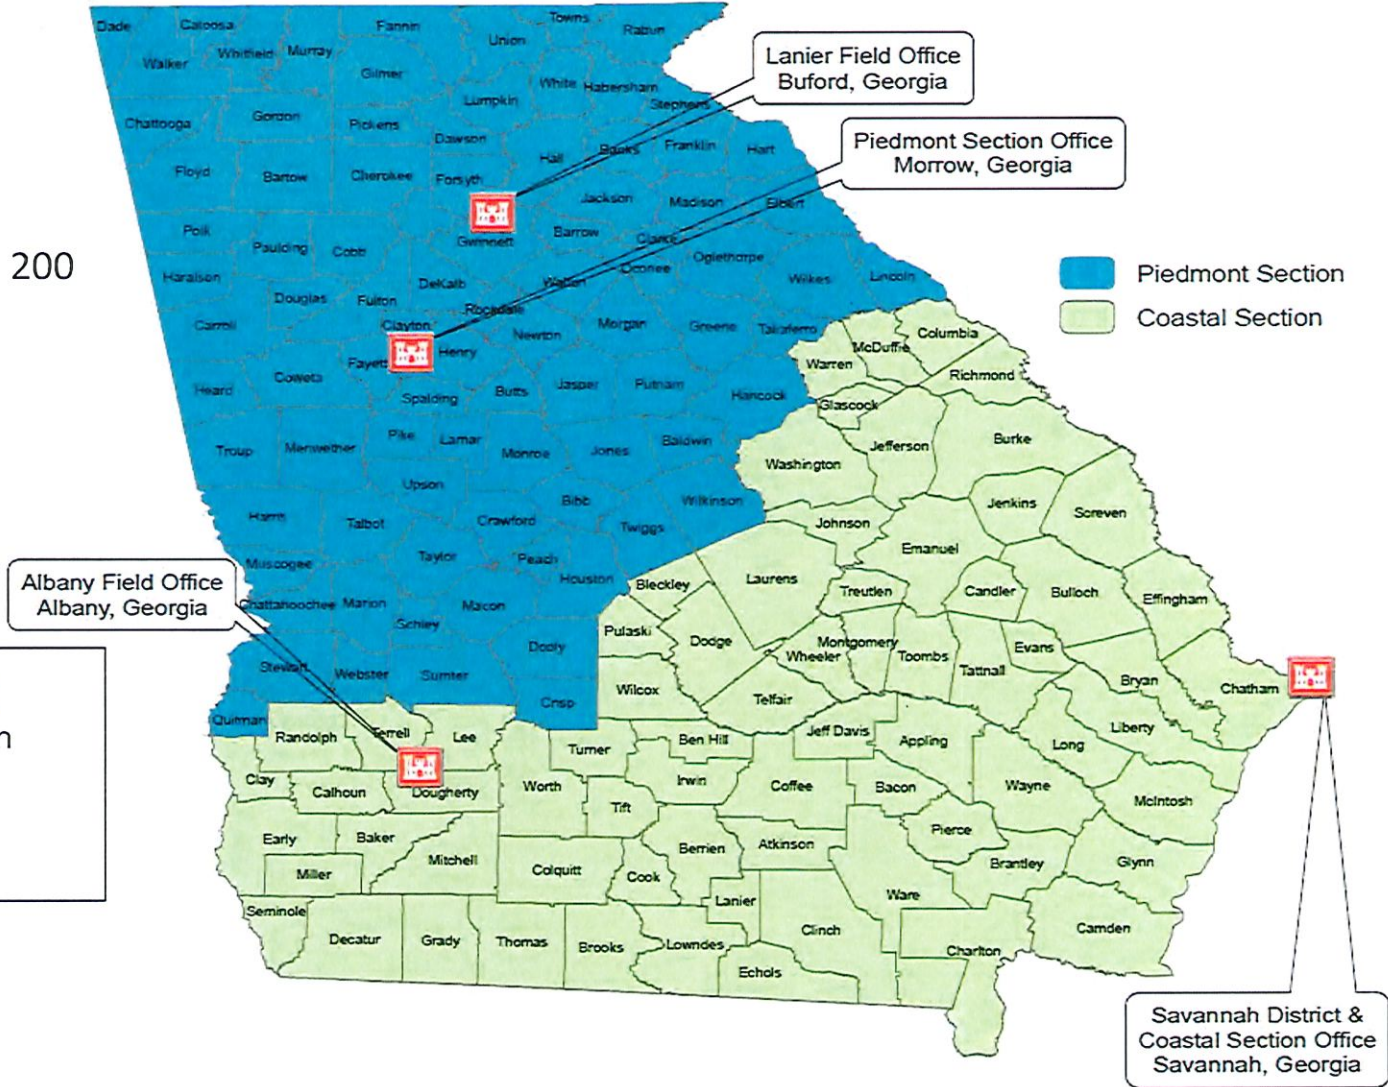 Dade
Catoosa
Fannin
Towns
Rabun
Union
Whitfield
Murray
Walker
Gilmer
White
Habersham
Lumpkin
Stephens
Lanier Field Office
Buford, Georgia
Chattooga
Gordon
Pickens
Dawson
Hall
Banks
Franklin
Hart
Piedmont Section Office
Morrow, Georgia
Floyd
Bartow
Cherokee
Forsyth
Jackson
Madison
Elbert
Polk
Paulding
Cobb
Gwinnett
Barrow
Clarke
Oconee
Oglethorpe
200
Haralson
Douglas
Fulton
DeKalb
Walton
Wilkes
Lincoln
Piedmont Section
Coastal Section
Carroll
Clayton
Rockdale
Newton
Morgan
Greene
Taliaferro
Columbia
McDuffie
Warren
Richmond
Fayett
Henry
Heard
Coweta
Spalding
Butts
Jasper
Putnam
Hancock
Glascock
Troup
Meriwether
Pike
Lamar
Monroe
Jones
Baldwin
Washington
Jefferson
Burke
Upson
Bibb
Wilkinson
Jenkins
Screven
Harris
Talbot
Crawford
Twiggs
Johnson
Emanuel
Muscogee
Taylor
Peach
Houston
Bleckley
Laurens
Treutlen
Candler
Bulloch
Effingham
Albany Field Office
Albany, Georgia
Chattahoochee
Marion
Macon
Schley
Dooly
Pulaski
Dodge
Wheeler
Montgomery
Toombs
Tattnall
Evans
Bryan
Chatham
Stewart
Webster
Sumter
Crisp
Wilcox
Telfair
Quitman
Randolph
Terrell
Lee
Turner
Ben Hill
Jeff Davis
Appling
Long
Liberty
n
Clay
Calhoun
Dougherty
Worth
Tift
Irwin
Coffee
Bacon
Wayne
McIntosh
Early
Baker
Mitchell
Miller
Colquitt
Cook
Berrien
Atkinson
Pierce
Brantley
Glynn
Seminole
Decatur
Grady
Thomas
Brooks
Lanier
Lowndes
Clinch
Ware
Echols
Charlton
Camden
Savannah District &
Coastal Section Office
Savannah, Georgia